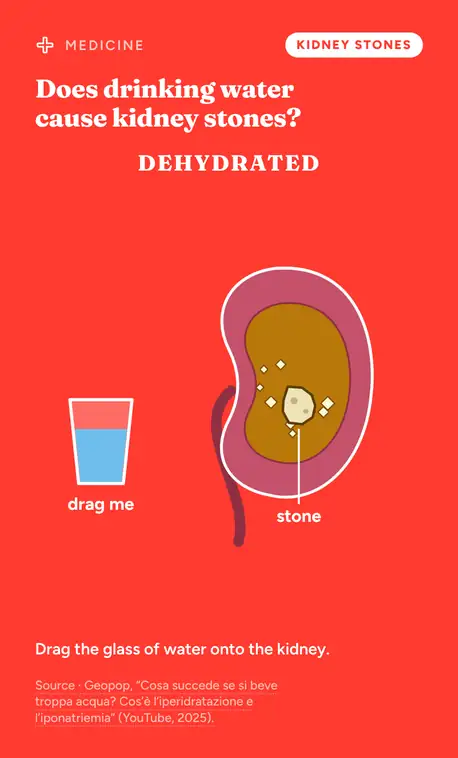 MEDICINE
KIDNEY STONES
Does drinking water
cause kidney stones?
DEHYDRATED
drag me
stone
Drag the glass of water onto the kidney.
Source · Geopop, “Cosa succede se si beve
troppa acqua? Cos’è l’iperidratazione e
l’iponatriemia” (YouTube, 2025).